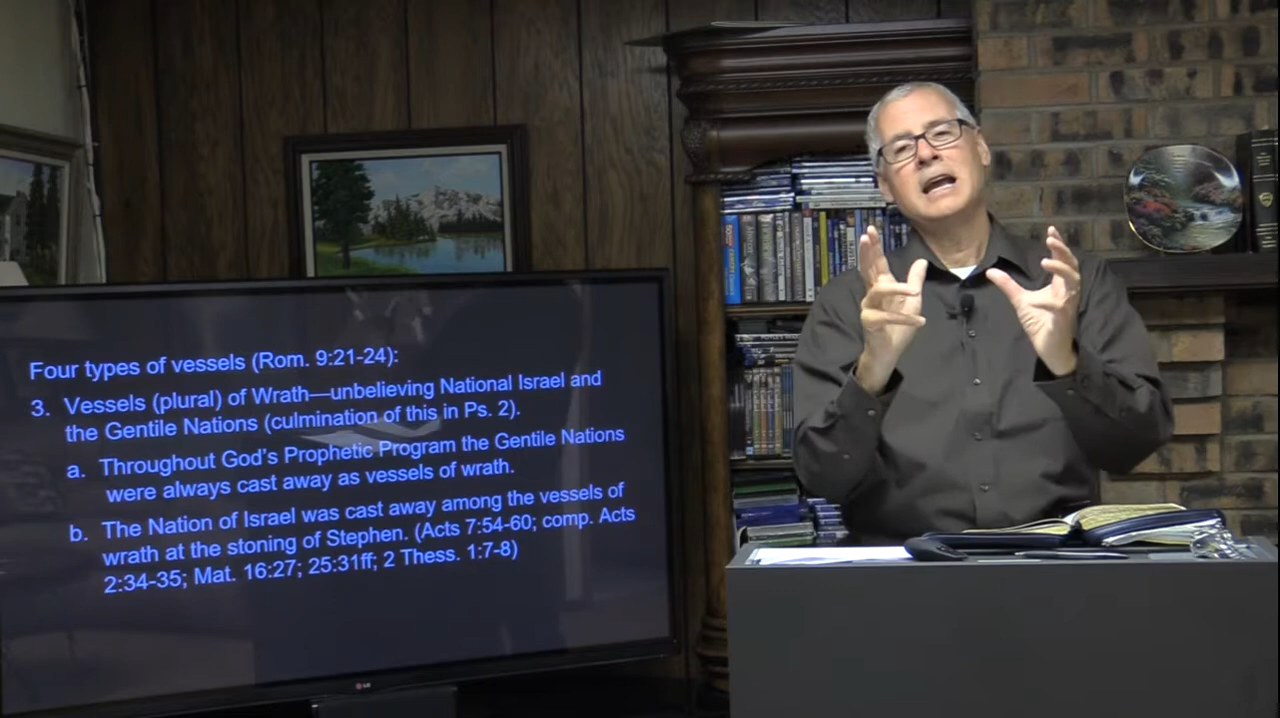 Four types of vessels (Rom. 9:21-24):
3. Vessels (plural) of Wrath—unbelieving National Israel and
the Gentile Nations (culmination of this in Ps. 2).
a. Throughout God's Prophetic Program the Gentile Nations
were always cast away as vessels of wrath.
b. The Nation of Israel was cast away among the vessels of
wrath at the stoning of Stephen. (Acts 7:54-60; comp. Acts
2:34-35; Mat. 16:27; 25:31ff; 2 Thess. 1:7-8)
LG